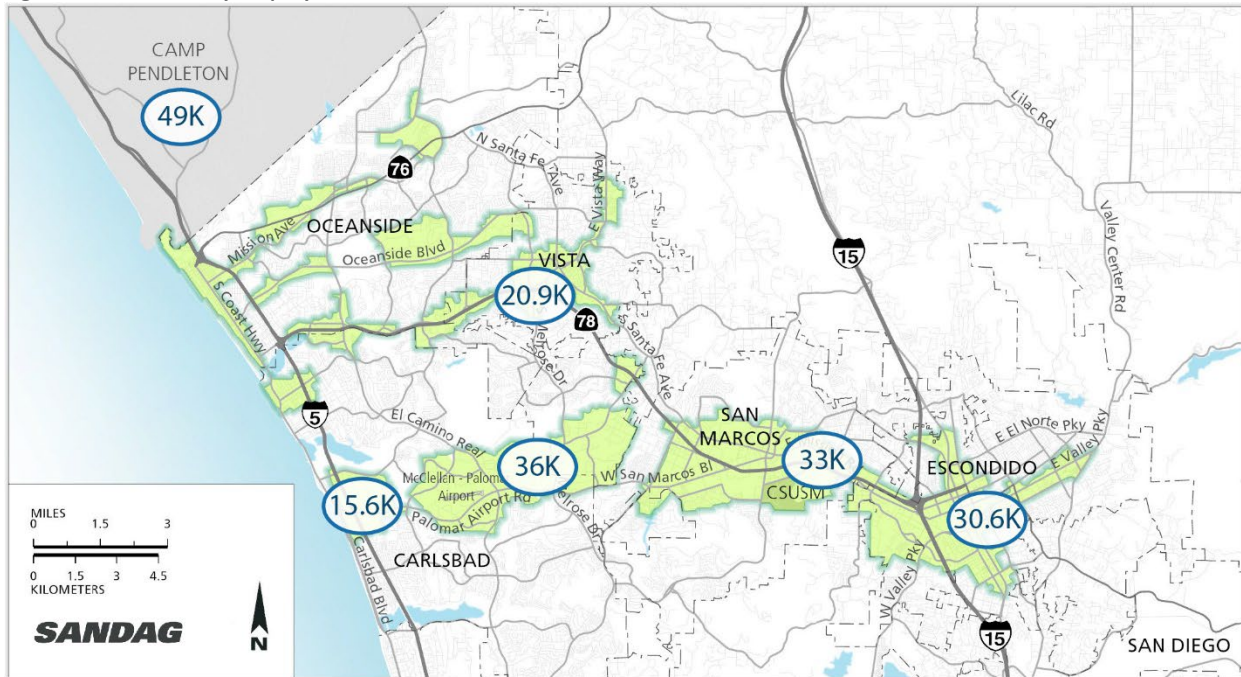 CAMP
PENDLETON
49K
Lilac Rd
N Santa Fe
Ave
76
E Vista Way
Mission Ave
OCEANSIDE
Oceanside Blvd
Valley Center Rd
15
VISTA
20.9K
78
S Coast Hwy
Melrose Dr
S Santa Fe Ave
5
El Camino Real
SAN
MARCOS
E El Norte Pky
E Valley Pky
McClellan - Palomar
Airport
36K
W San Marcos Bl
33K
ESCONDIDO
CSUSM
15.6K
Palomar Airport Rd
Melrose Dr
30.6K
MILES
0 1.5 3
0 1.5 3 4.5
KILOMETERS
Carlsbad Blvd
CARLSBAD
W Valley Pky
SANDAG
N
15
SAN DIEGO